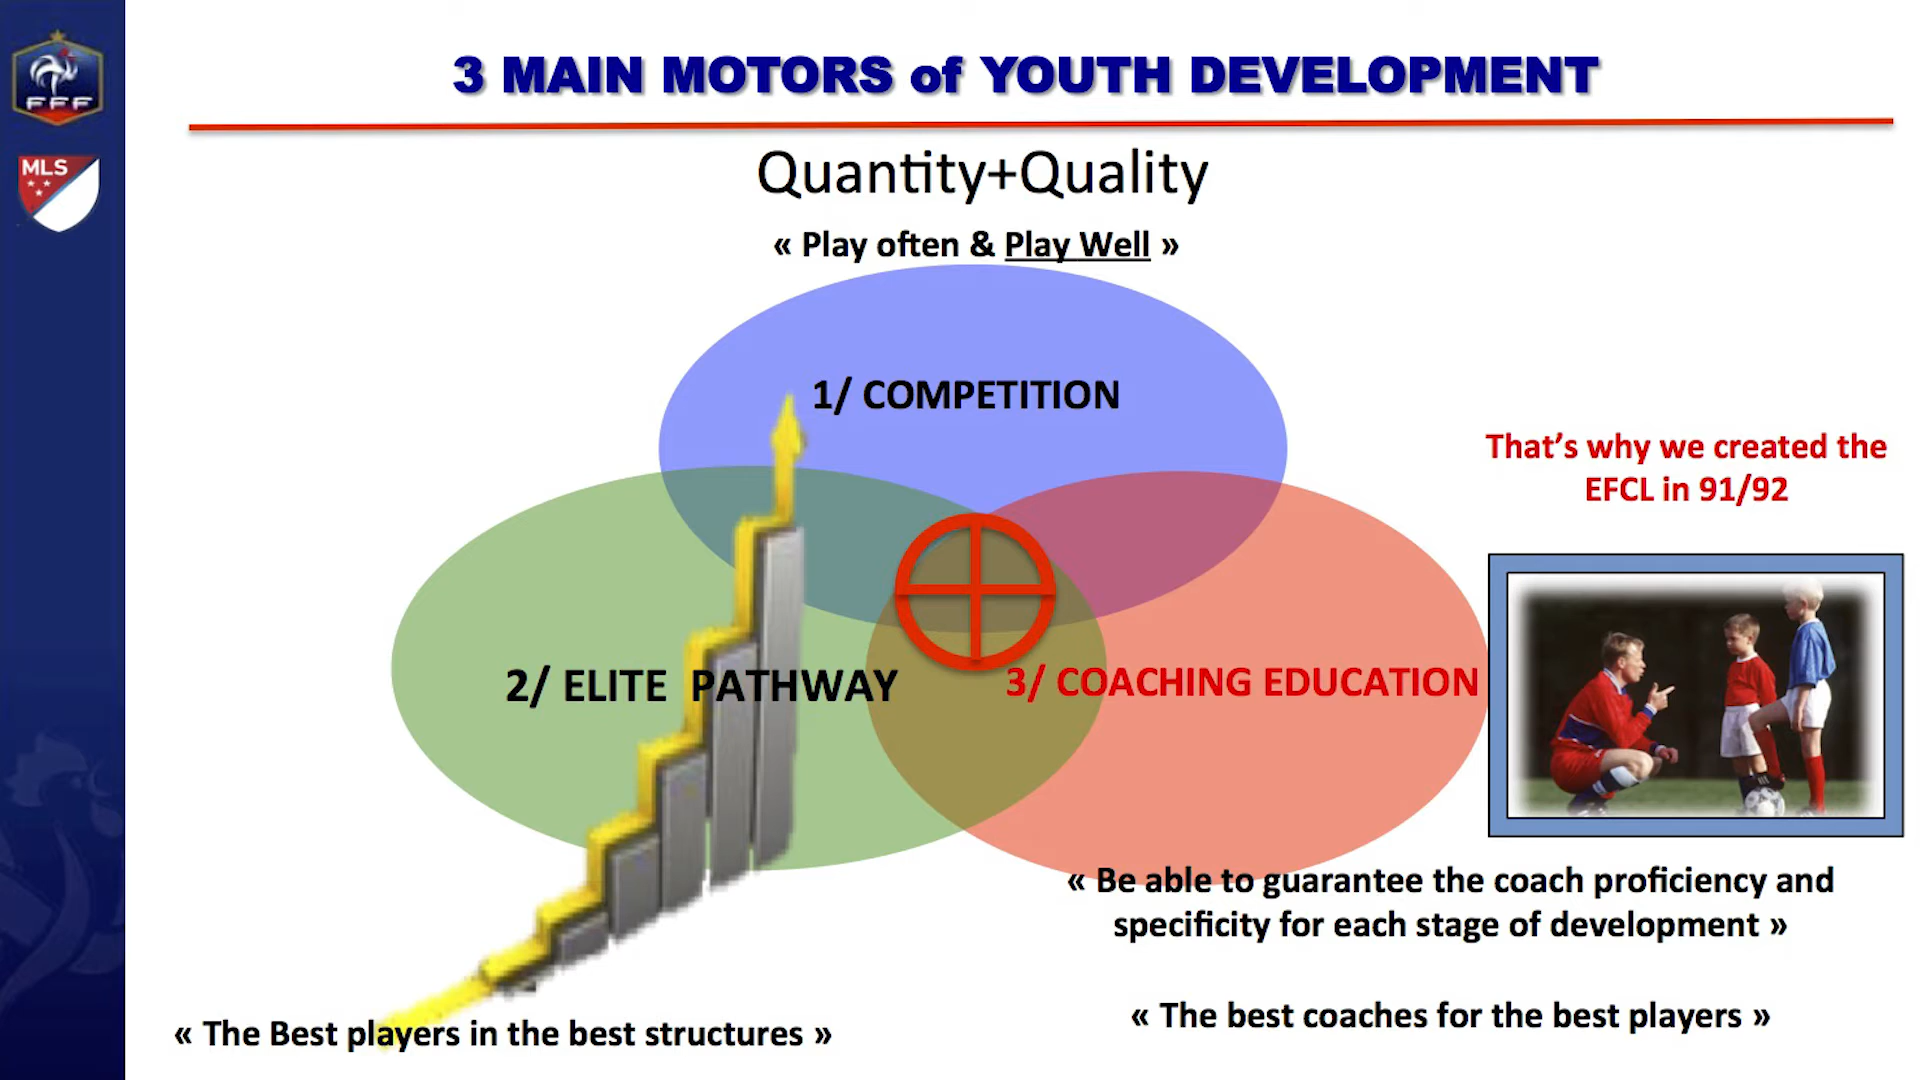 3 MAIN MOTORS of YOUTH DEVELOPMENT
FFF
MLS
Quantity+Quality
« Play often & Play Well »
1/ COMPETITION
That's why we created the
EFCL in 91/92
2/ ELITE PATHWAY
3/ COACHING EDUCATION
« Be able to guarantee the coach proficiency and
specificity for each stage of development »
« The best coaches for the best players »
« The Best players in the best structures »